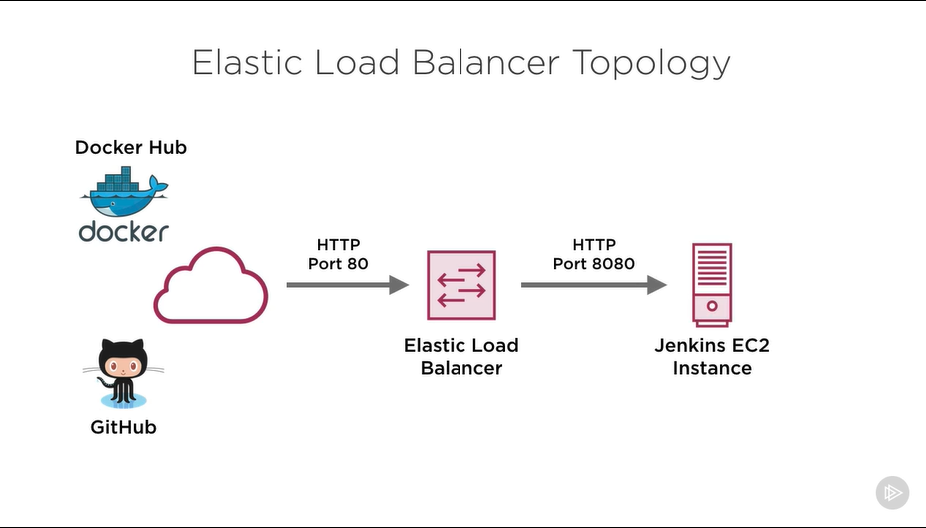 Elastic Load Balancer Topology
Docker Hub
docker
HTTP
Port 80
HTTP
Port 8080
Elastic Load
Balancer
Jenkins EC2
Instance
GitHub